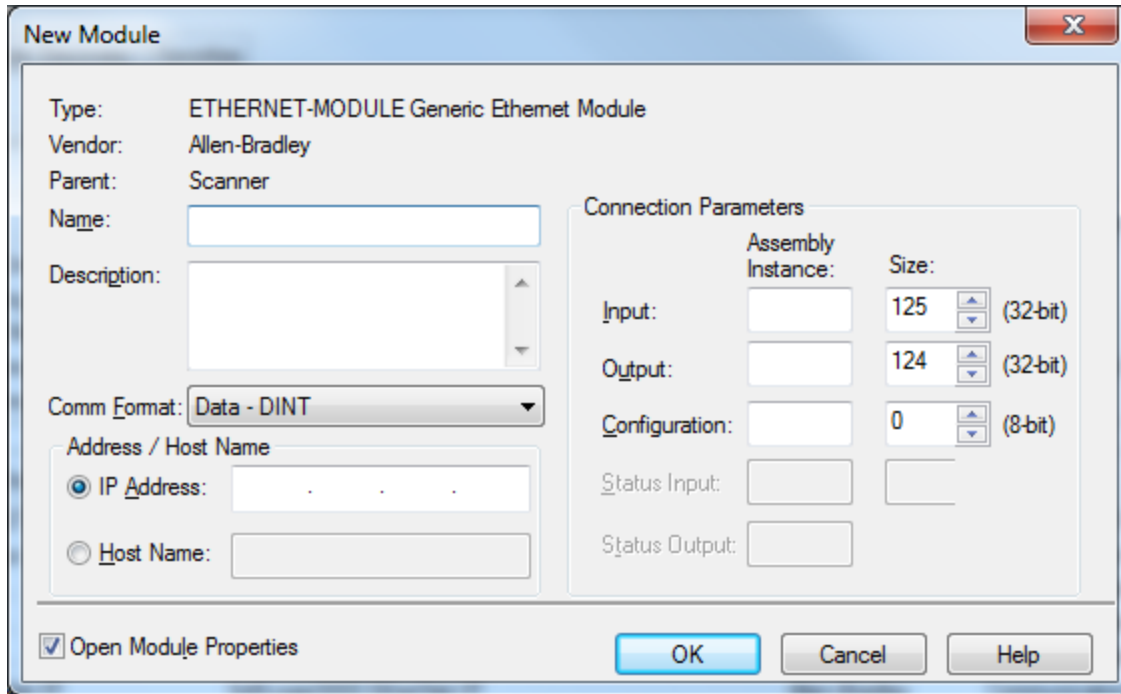 New Module
Type: ETHERNET-MODULE Generic Ethernet Module
Vendor: Allen-Bradley
Parent: Scanner
Name:
Description:
Comm Format: Data - DINT
Address / Host Name
IP Address: . . .
Host Name:
Connection Parameters
Assembly
Instance: Size:
Input: 125 (32-bit)
Output: 124 (32-bit)
Configuration: 0 (8-bit)
Status Input:
Status Output:
Open Module Properties
OK Cancel Help